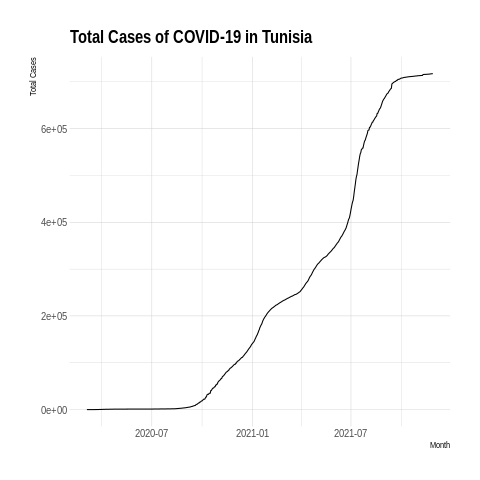 Total Cases of COVID-19 in Tunisia
Total Cases
6e+05
4e+05
2e+05
0e+00
2020-07 2021-01 2021-07
Month